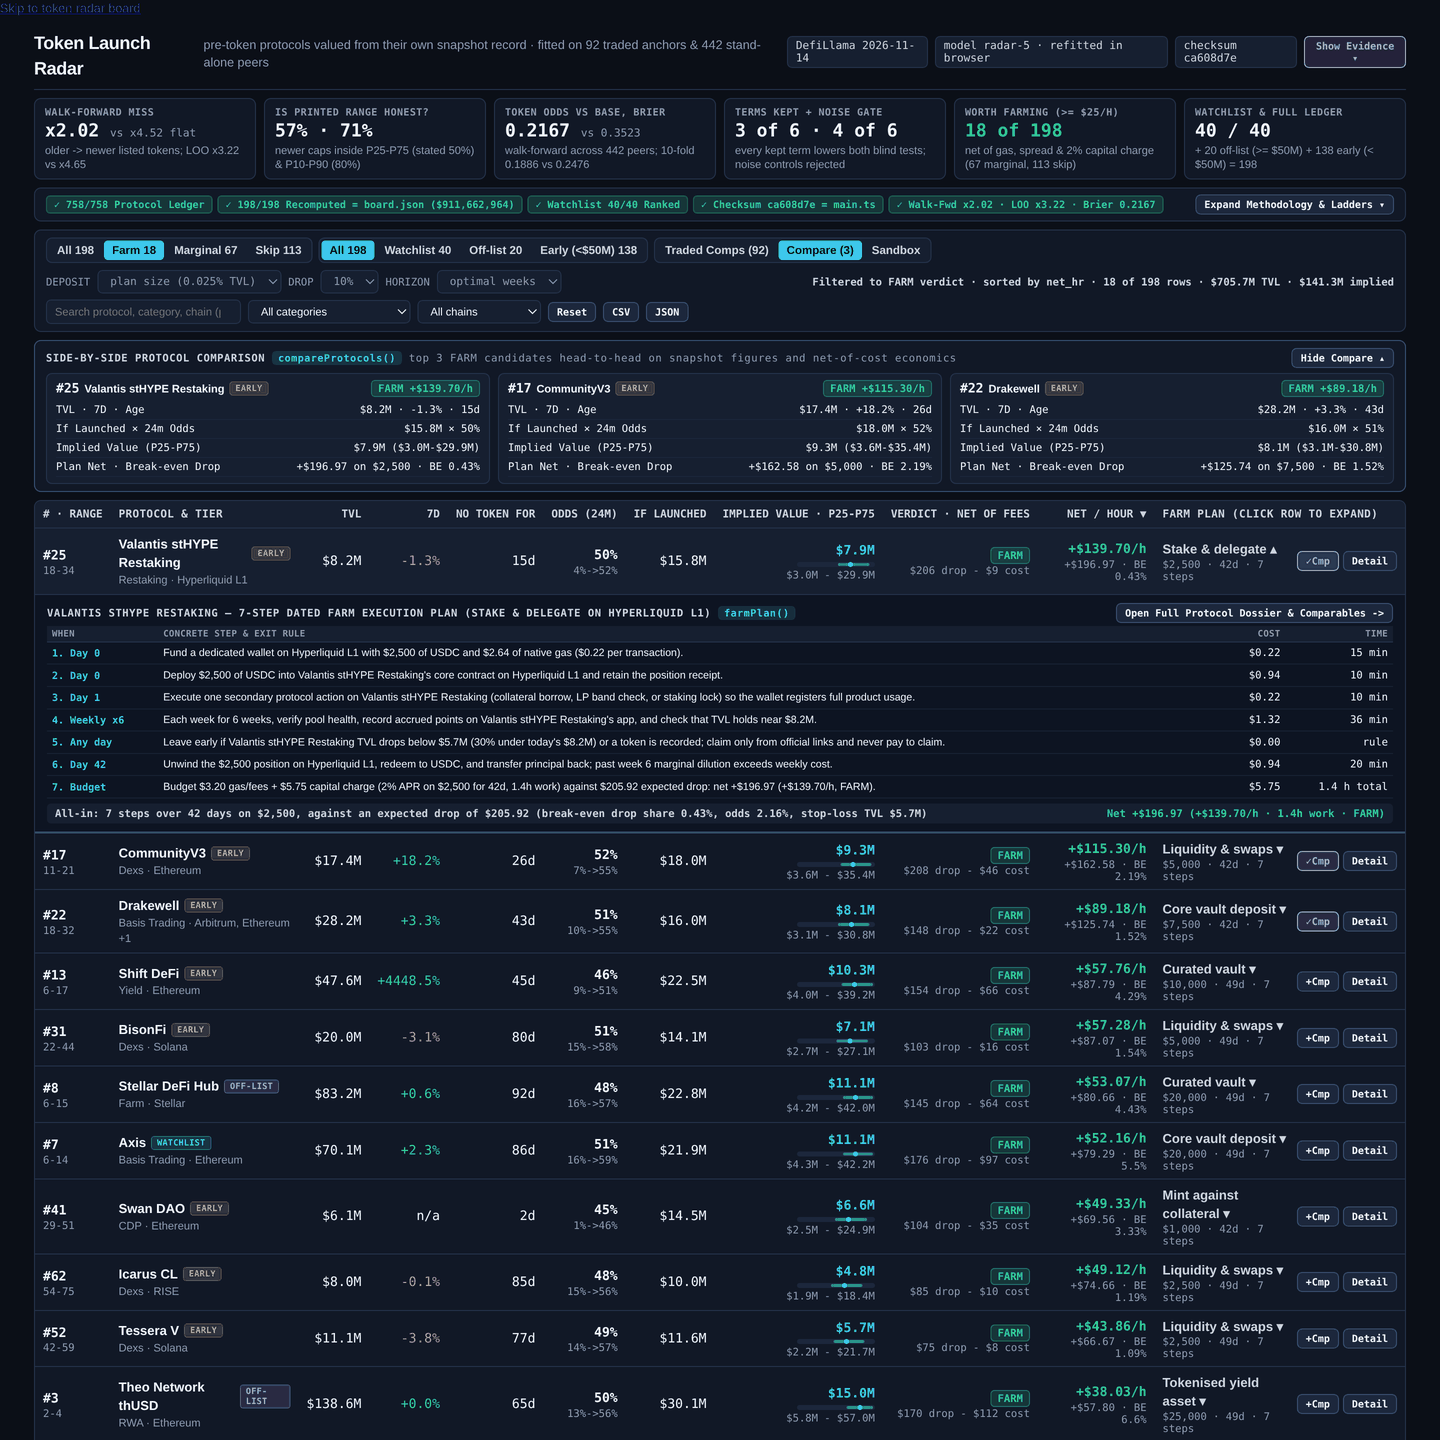 Skip to token radar board
Token Launch Radar
pre-token protocols valued from their own snapshot record · fitted on 92 traded anchors & 442 stand-alone peers
DefiLlama 2026-11-14
model radar-5 · refitted in browser
checksum ca608d7e
Show Evidence ▾
WALK-FORWARD MISS
x2.02 vs x4.52 flat
older -> newer listed tokens; LOO x3.22 vs x4.65
IS PRINTED RANGE HONEST?
57% · 71%
newer caps inside P25-P75 (stated 50%) & P10-P90 (80%)
TOKEN ODDS VS BASE, BRIER
0.2167 vs 0.3523
walk-forward across 442 peers; 10-fold 0.1886 vs 0.2476
TERMS KEPT + NOISE GATE
3 of 6 · 4 of 6
every kept term lowers both blind tests; noise controls rejected
WORTH FARMING (>= $25/H)
18 of 198
net of gas, spread & 2% capital charge (67 marginal, 113 skip)
WATCHLIST & FULL LEDGER
40 / 40
+ 20 off-list (>= $50M) + 138 early (< $50M) = 198
✓ 758/758 Protocol Ledger
✓ 198/198 Recomputed = board.json ($911,662,964)
✓ Watchlist 40/40 Ranked
✓ Checksum ca608d7e = main.ts
✓ Walk-Fwd x2.02 · LOO x3.22 · Brier 0.2167
Expand Methodology & Ladders ▾
All 198 Farm 18 Marginal 67 Skip 113
All 198 Watchlist 40 Off-list 20 Early (<$50M) 138
Traded Comps (92) Compare (3) Sandbox
DEPOSIT plan size (0.025% TVL) DROP 10% HORIZON optimal weeks
Filtered to FARM verdict · sorted by net_hr · 18 of 198 rows · $705.7M TVL · $141.3M implied
Search protocol, category, chain (
All categories
All chains
Reset CSV JSON
SIDE-BY-SIDE PROTOCOL COMPARISON compareProtocols() top 3 FARM candidates head-to-head on snapshot figures and net-of-cost economics
Hide Compare ▴
#25 Valantis stHYPE Restaking EARLY FARM +$139.70/h
TVL · 7D · Age $8.2M · -1.3% · 15d
If Launched × 24m Odds $15.8M × 50%
Implied Value (P25-P75) $7.9M ($3.0M-$29.9M)
Plan Net · Break-even Drop +$196.97 on $2,500 · BE 0.43%
#17 CommunityV3 EARLY FARM +$115.30/h
TVL · 7D · Age $17.4M · +18.2% · 26d
If Launched × 24m Odds $18.0M × 52%
Implied Value (P25-P75) $9.3M ($3.6M-$35.4M)
Plan Net · Break-even Drop +$162.58 on $5,000 · BE 2.19%
#22 Drakewell EARLY FARM +$89.18/h
TVL · 7D · Age $28.2M · +3.3% · 43d
If Launched × 24m Odds $16.0M × 51%
Implied Value (P25-P75) $8.1M ($3.1M-$30.8M)
Plan Net · Break-even Drop +$125.74 on $7,500 · BE 1.52%
# · RANGE PROTOCOL & TIER TVL 7D NO TOKEN FOR ODDS (24M) IF LAUNCHED IMPLIED VALUE · P25-P75 VERDICT · NET OF FEES NET / HOUR ▼ FARM PLAN (CLICK ROW TO EXPAND)
#25 18-34 Valantis stHYPE Restaking EARLY Restaking · Hyperliquid L1 $8.2M -1.3% 15d 50% 4%->52% $15.8M $7.9M $3.0M - $29.9M FARM $206 drop - $9 cost +$139.70/h +$196.97 · BE 0.43% Stake & delegate ▴ $2,500 · 42d · 7 steps ✓Cmp Detail
VALANTIS STHYPE RESTAKING — 7-STEP DATED FARM EXECUTION PLAN (STAKE & DELEGATE ON HYPERLIQUID L1) farmPlan()
Open Full Protocol Dossier & Comparables ->
WHEN CONCRETE STEP & EXIT RULE COST TIME
1. Day 0 Fund a dedicated wallet on Hyperliquid L1 with $2,500 of USDC and $2.64 of native gas ($0.22 per transaction). $0.22 15 min
2. Day 0 Deploy $2,500 of USDC into Valantis stHYPE Restaking's core contract on Hyperliquid L1 and retain the position receipt. $0.94 10 min
3. Day 1 Execute one secondary protocol action on Valantis stHYPE Restaking (collateral borrow, LP band check, or staking lock) so the wallet registers full product usage. $0.22 10 min
4. Weekly x6 Each week for 6 weeks, verify pool health, record accrued points on Valantis stHYPE Restaking's app, and check that TVL holds near $8.2M. $1.32 36 min
5. Any day Leave early if Valantis stHYPE Restaking TVL drops below $5.7M (30% under today's $8.2M) or a token is recorded; claim only from official links and never pay to claim. $0.00 rule
6. Day 42 Unwind the $2,500 position on Hyperliquid L1, redeem to USDC, and transfer principal back; past week 6 marginal dilution exceeds weekly cost. $0.94 20 min
7. Budget Budget $3.20 gas/fees + $5.75 capital charge (2% APR on $2,500 for 42d, 1.4h work) against $205.92 expected drop: net +$196.97 (+$139.70/h, FARM). $5.75 1.4 h total
All-in: 7 steps over 42 days on $2,500, against an expected drop of $205.92 (break-even drop share 0.43%, odds 2.16%, stop-loss TVL $5.7M) Net +$196.97 (+$139.70/h · 1.4h work · FARM)
#17 11-21 CommunityV3 EARLY Dexs · Ethereum $17.4M +18.2% 26d 52% 7%->55% $18.0M $9.3M $3.6M - $35.4M FARM $208 drop - $46 cost +$115.30/h +$162.58 · BE 2.19% Liquidity & swaps ▾ $5,000 · 42d · 7 steps ✓Cmp Detail
#22 18-32 Drakewell EARLY Basis Trading · Arbitrum, Ethereum +1 $28.2M +3.3% 43d 51% 10%->55% $16.0M $8.1M $3.1M - $30.8M FARM $148 drop - $22 cost +$89.18/h +$125.74 · BE 1.52% Core vault deposit ▾ $7,500 · 42d · 7 steps ✓Cmp Detail
#13 6-17 Shift DeFi EARLY Yield · Ethereum $47.6M +4448.5% 45d 46% 9%->51% $22.5M $10.3M $4.0M - $39.2M FARM $154 drop - $66 cost +$57.76/h +$87.79 · BE 4.29% Curated vault ▾ $10,000 · 49d · 7 steps +Cmp Detail
#31 22-44 BisonFi EARLY Dexs · Solana $20.0M -3.1% 80d 51% 15%->58% $14.1M $7.1M $2.7M - $27.1M FARM $103 drop - $16 cost +$57.28/h +$87.07 · BE 1.54% Liquidity & swaps ▾ $5,000 · 49d · 7 steps +Cmp Detail
#8 6-15 Stellar DeFi Hub OFF-LIST Farm · Stellar $83.2M +0.6% 92d 48% 16%->57% $22.8M $11.1M $4.2M - $42.0M FARM $145 drop - $64 cost +$53.07/h +$80.66 · BE 4.43% Curated vault ▾ $20,000 · 49d · 7 steps +Cmp Detail
#7 6-14 Axis WATCHLIST Basis Trading · Ethereum $70.1M +2.3% 86d 51% 16%->59% $21.9M $11.1M $4.3M - $42.2M FARM $176 drop - $97 cost +$52.16/h +$79.29 · BE 5.5% Core vault deposit ▾ $20,000 · 49d · 7 steps +Cmp Detail
#41 29-51 Swan DAO EARLY CDP · Ethereum $6.1M n/a 2d 45% 1%->46% $14.5M $6.6M $2.5M - $24.9M FARM $104 drop - $35 cost +$49.33/h +$69.56 · BE 3.33% Mint against collateral ▾ $1,000 · 42d · 7 steps +Cmp Detail
#62 54-75 Icarus CL EARLY Dexs · RISE $8.0M -0.1% 85d 48% 15%->56% $10.0M $4.8M $1.9M - $18.4M FARM $85 drop - $10 cost +$49.12/h +$74.66 · BE 1.19% Liquidity & swaps ▾ $2,500 · 49d · 7 steps +Cmp Detail
#52 42-59 Tessera V EARLY Dexs · Solana $11.1M -3.8% 77d 49% 14%->57% $11.6M $5.7M $2.2M - $21.7M FARM $75 drop - $8 cost +$43.86/h +$66.67 · BE 1.09% Liquidity & swaps ▾ $2,500 · 49d · 7 steps +Cmp Detail
#3 2-4 Theo Network thUSD OFF-LIST RWA · Ethereum $138.6M +0.0% 65d 50% 13%->56% $30.1M $15.0M $5.8M - $57.0M FARM $170 drop - $112 cost +$38.03/h +$57.80 · BE 6.6% Tokenised yield asset ▾ $25,000 · 49d · 7 steps +Cmp Detail